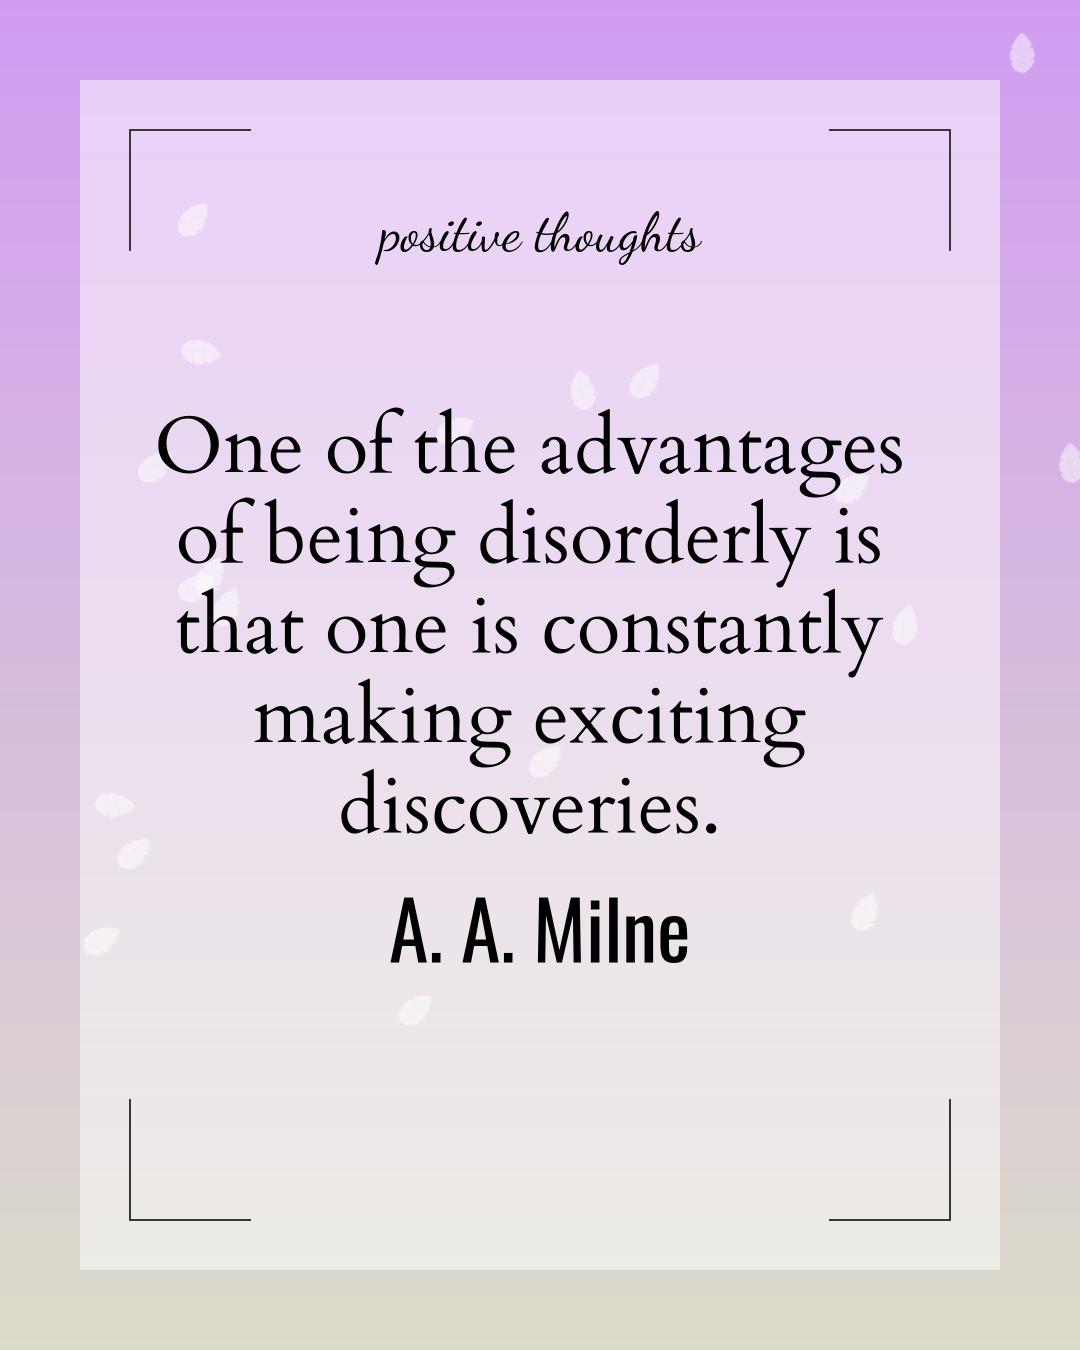 positive thoughts
One of the advantages
of being disorderly is
that one is constantly
making exciting
discoveries.
A. A. Milne